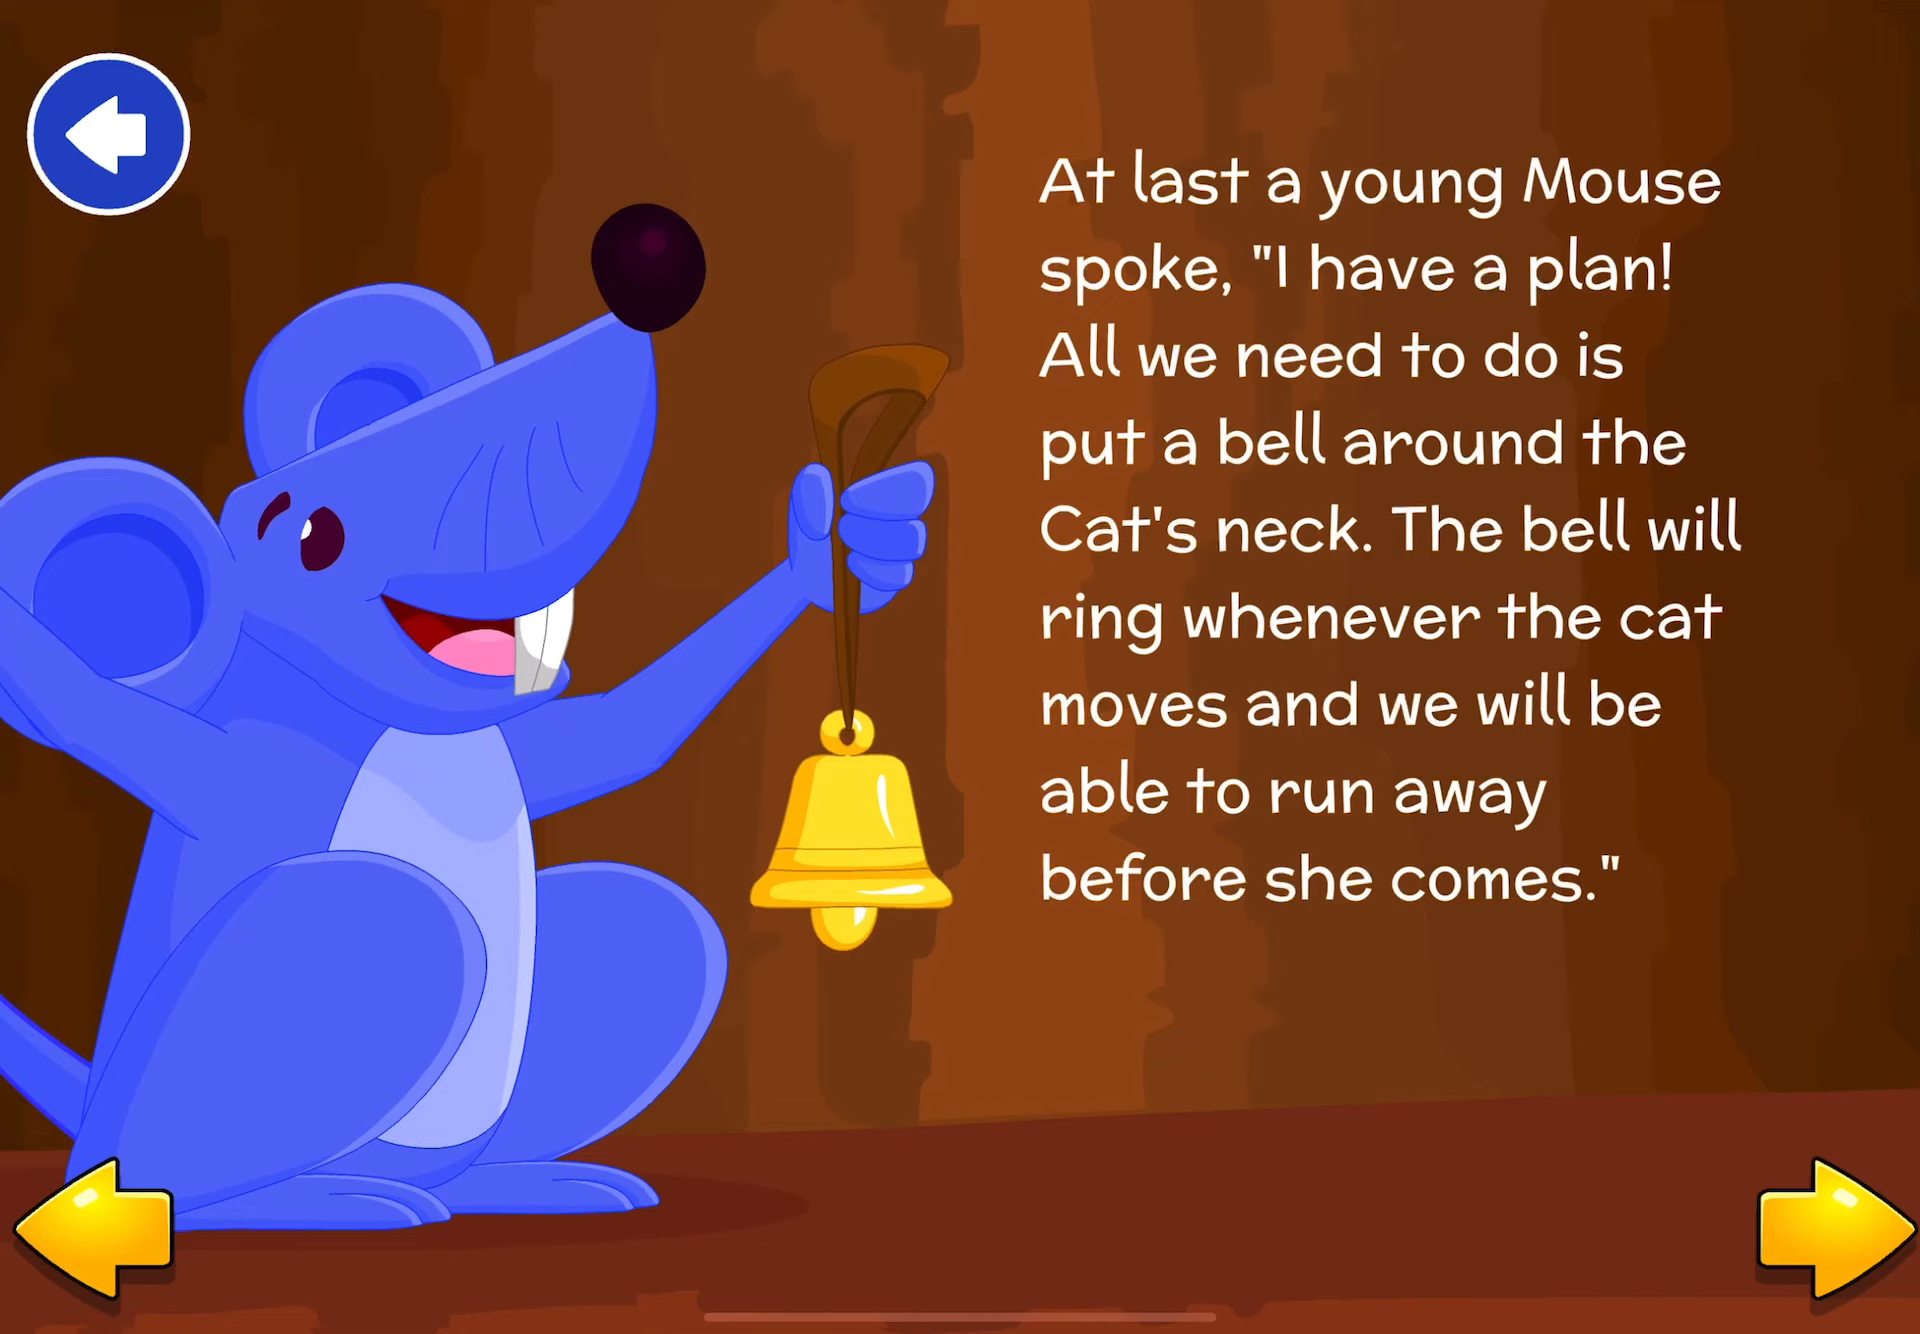 At last a young Mouse
spoke, "I have a plan!
All we need to do is
put a bell around the
Cat's neck. The bell will
ring whenever the cat
moves and we will be
able to run away
before she comes."